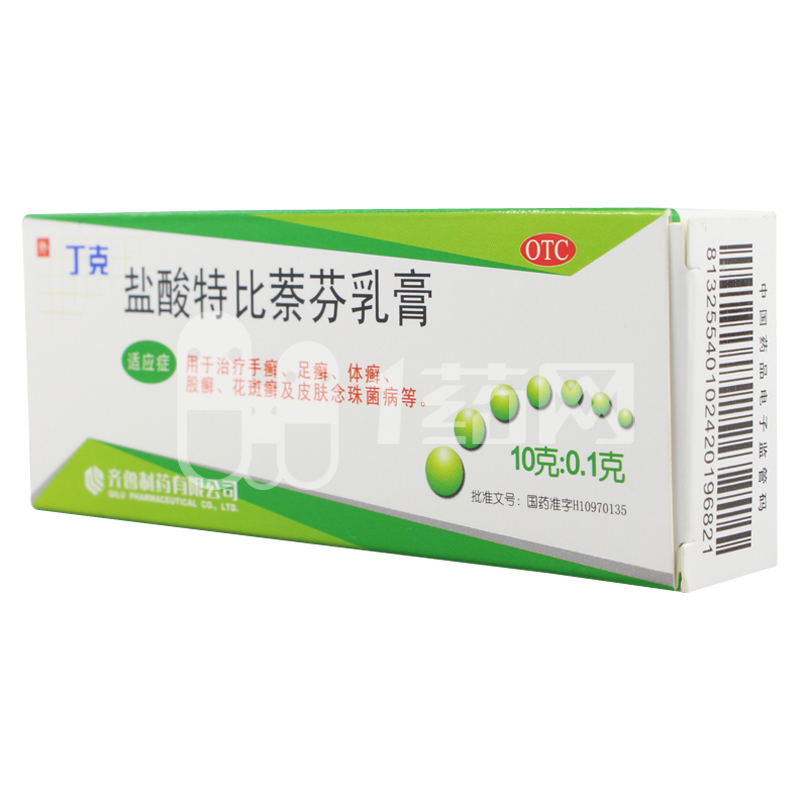 外
丁克
盐酸特比萘芬乳膏
OTC
适应症
用于治疗手癣、足癣、体癣、
股癣、花斑癣及皮肤念珠菌病等。
1药网
10克:0.1克
批准文号：国药准字H10970135
齐鲁制药有限公司
QILU PHARMACEUTICAL CO., LTD.
81325540102420196821
中国药品电子监管码